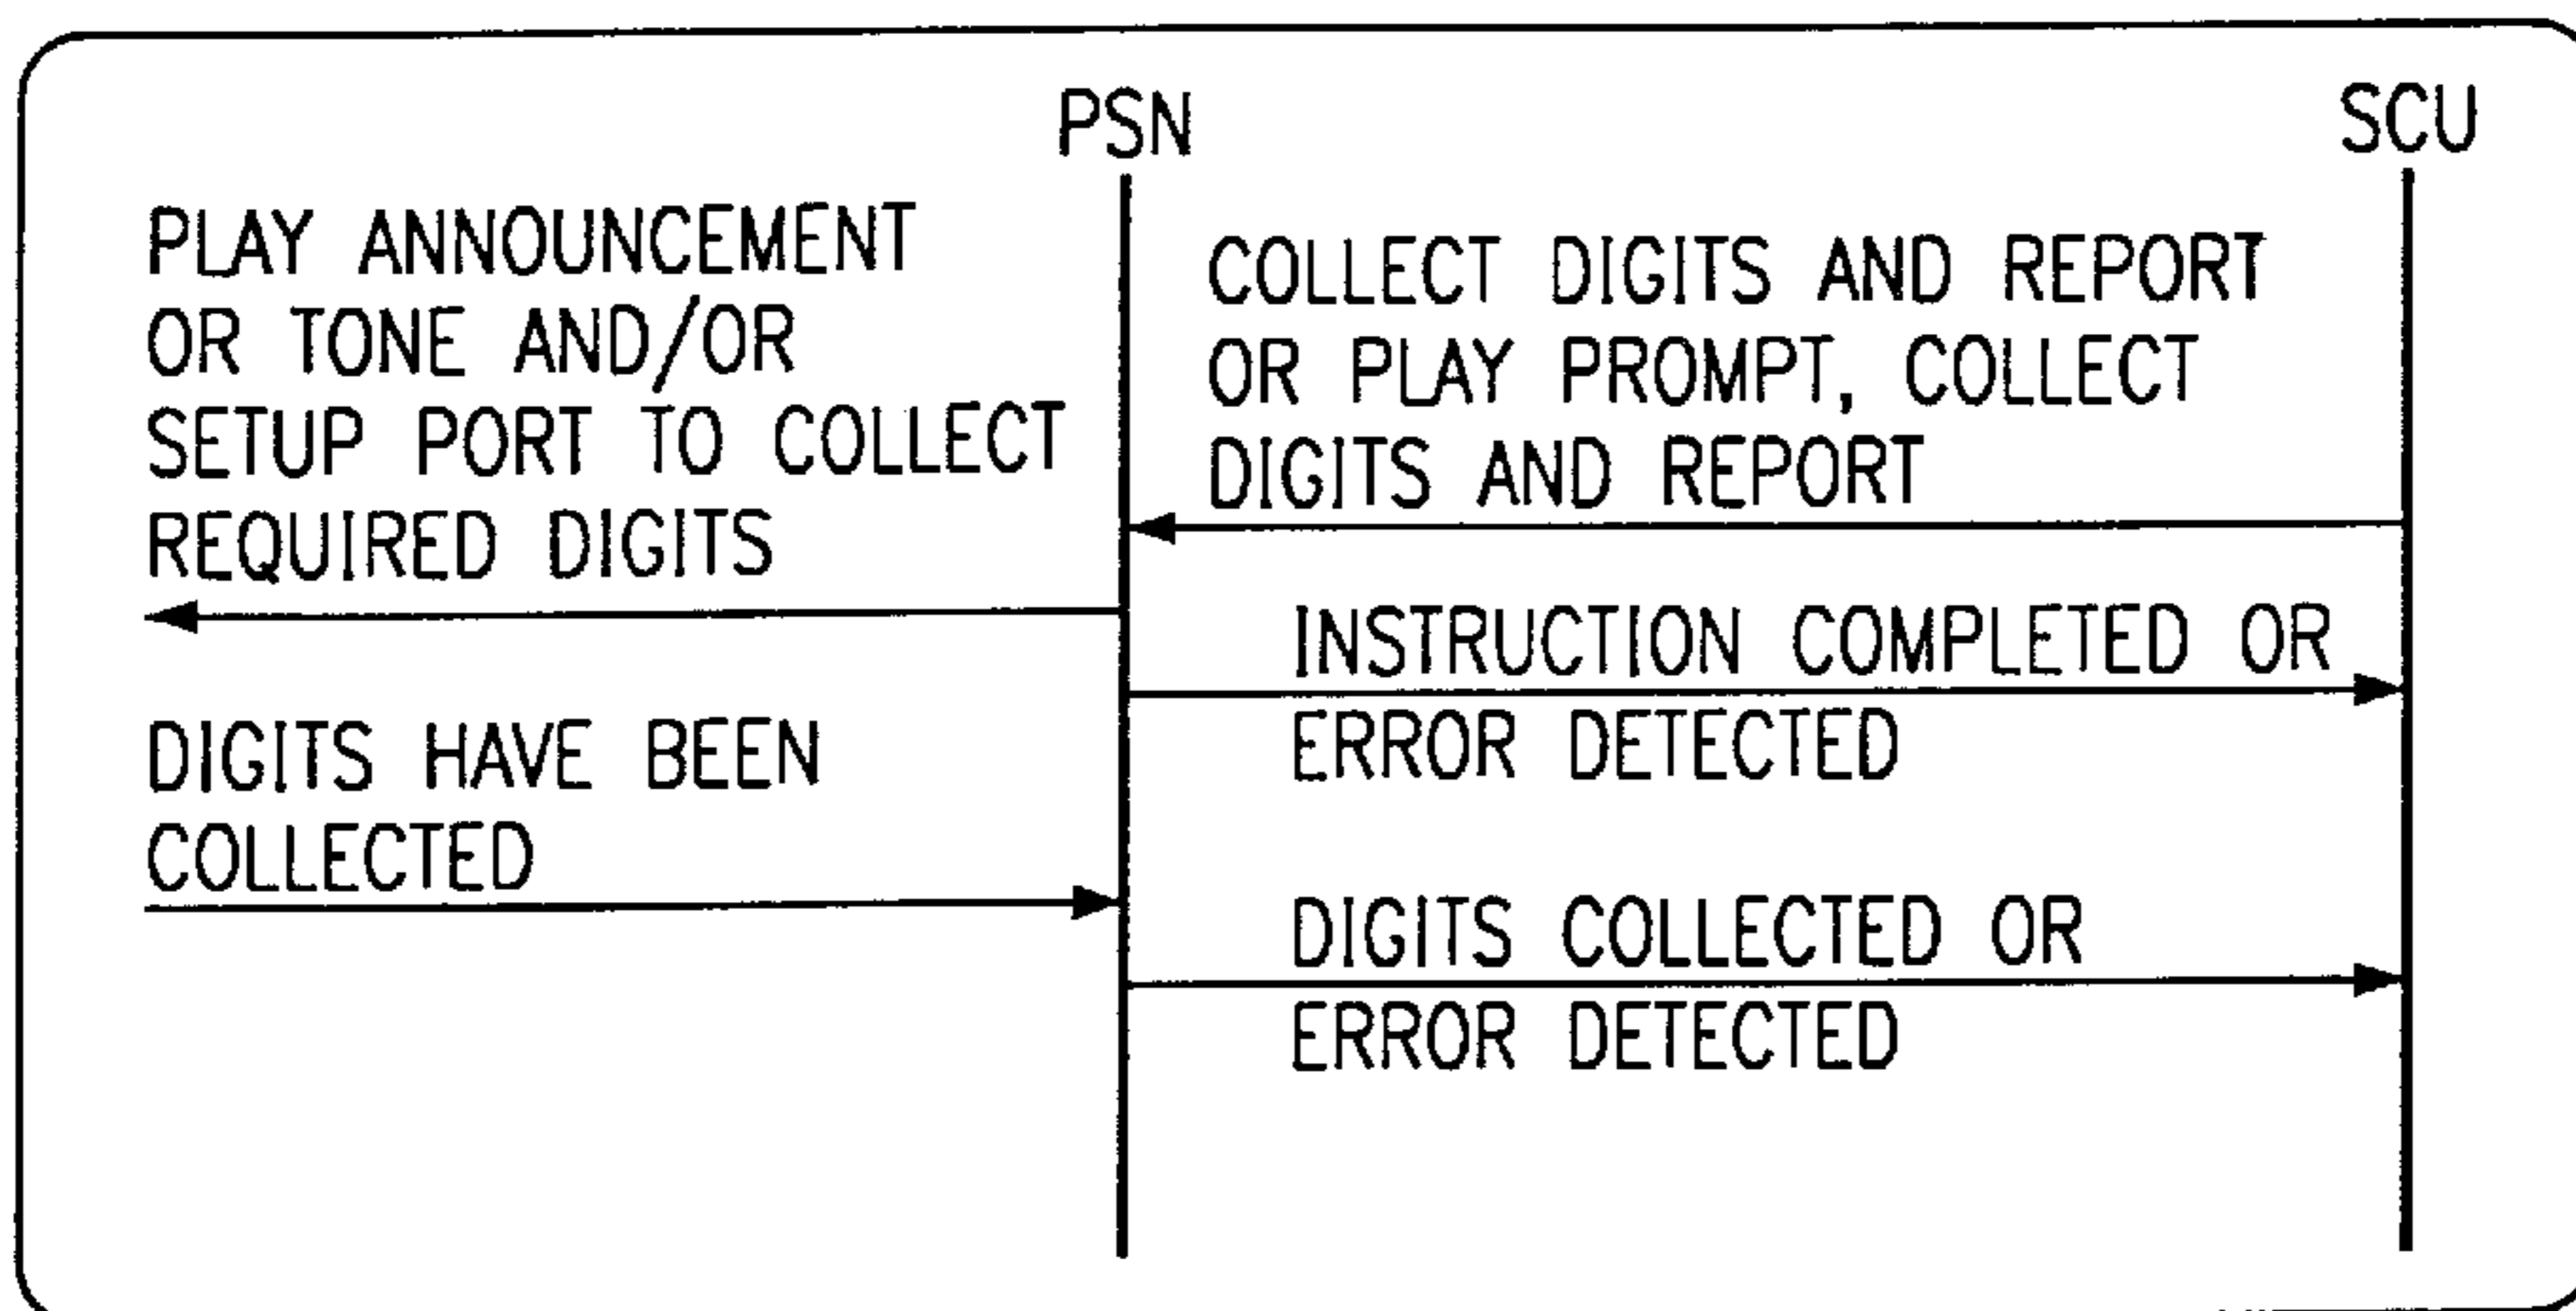 PSN
SCU
PLAY ANNOUNCEMENT
OR TONE AND/OR
SETUP PORT TO COLLECT
REQUIRED DIGITS
COLLECT DIGITS AND REPORT
OR PLAY PROMPT, COLLECT
DIGITS AND REPORT
INSTRUCTION COMPLETED OR
ERROR DETECTED
DIGITS HAVE BEEN
COLLECTED
DIGITS COLLECTED OR
ERROR DETECTED